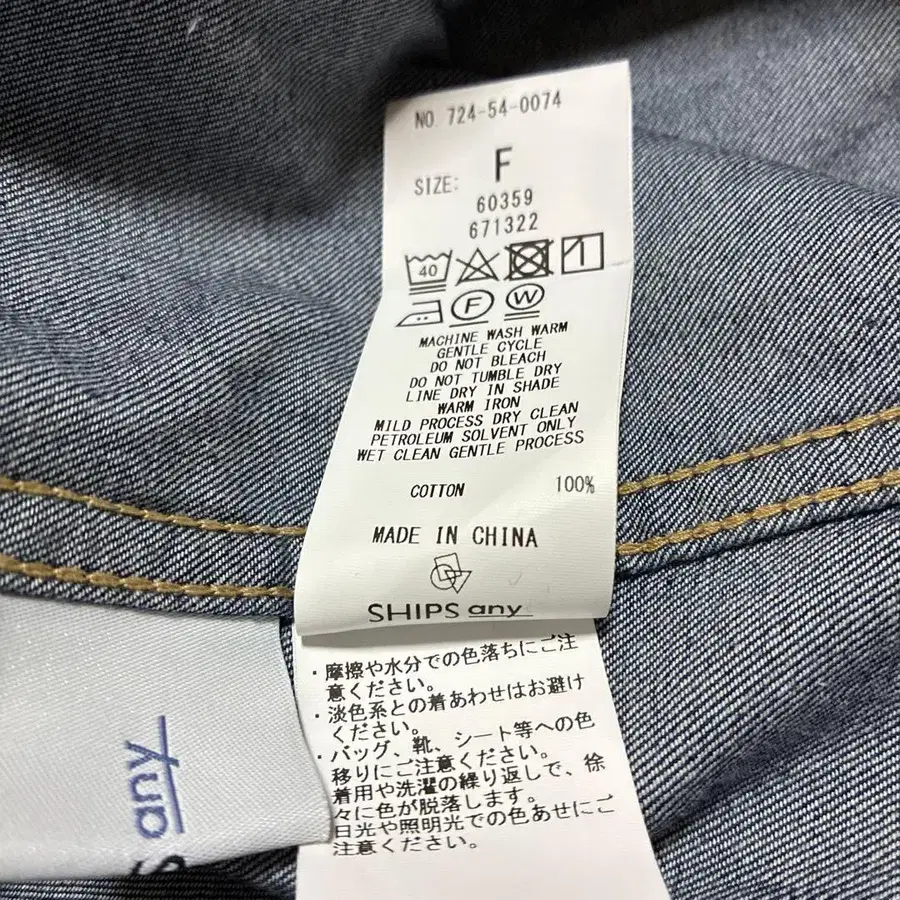 NO. 724-54-0074
SIZE: F
60359
671322
40
F W
MACHINE WASH WARM
GENTLE CYCLE
DO NOT BLEACH
DO NOT TUMBLE DRY
LINE DRY IN SHADE
WARM IRON
MILD PROCESS DRY CLEAN
PETROLEUM SOLVENT ONLY
WET CLEAN GENTLE PROCESS
COTTON 100%
MADE IN CHINA
SHIPS any
・摩擦や水分での色落ちにご注
意ください。
・淡色系との着あわせはお避け
ください。
・バッグ、靴、シート等への色
移りにご注意ください。
着用や洗濯の繰り返しで、徐
々に色が脱落します。
日光や照明光での色あせにご
注意ください。
S any